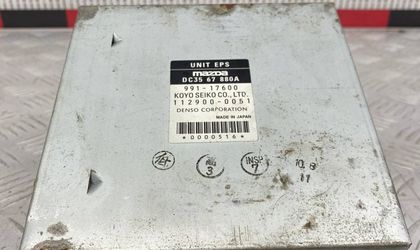 UNIT EPS
mazda
DC35 67 880A
991-17600
KOYO SEIKO CO., LTD.
112900-0051
DENSO CORPORATION
MADE IN JAPAN
*0000516*
3
INSP
7